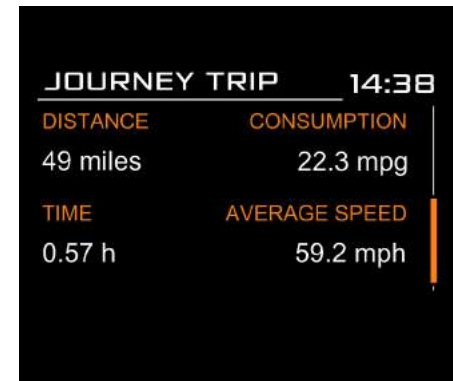 JOURNEY TRIP 14:38
DISTANCE CONSUMPTION
49 miles 22.3 mpg
TIME AVERAGE SPEED
0.57 h 59.2 mph